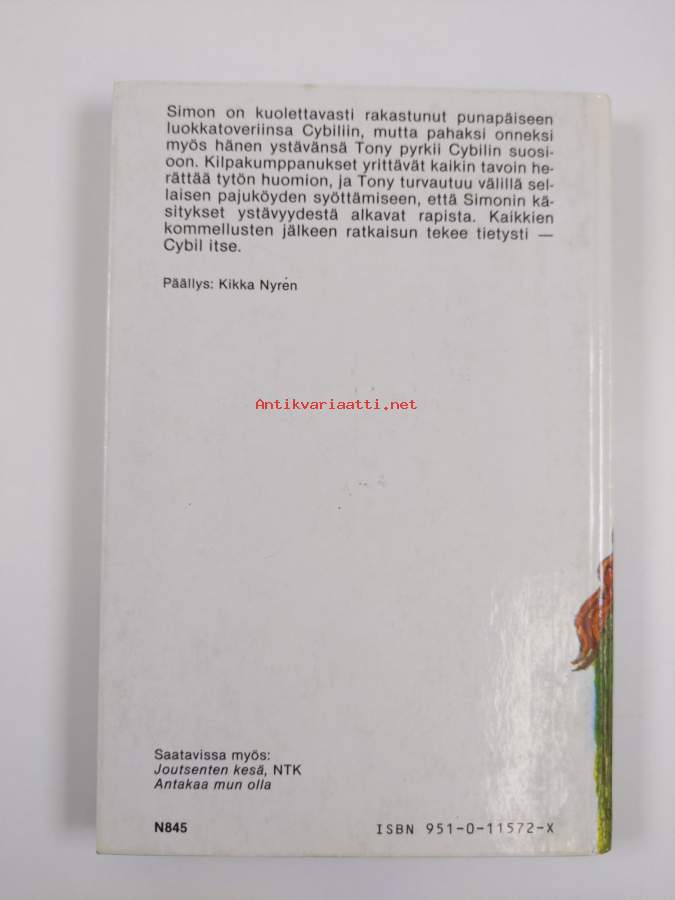 Simon on kuolettavasti rakastunut punapäiseen
luokkatoveriinsa Cybiliin, mutta pahaksi onneksi
myös hänen ystävänsä Tony pyrkii Cybilin suosi-
oon. Kilpakumppanukset yrittävät kaikin tavoin he-
rättää tytön huomion, ja Tony turvautuu välillä sel-
laisen pajuköyden syöttämiseen, että Simonin kä-
sitykset ystävyydestä alkavat rapista. Kaikkien
kommellusten jälkeen ratkaisun tekee tietysti —
Cybil itse.
Päällys: Kikka Nyrén
Antikvariaatti.net
Saatavissa myös:
Joutsenten kesä, NTK
Antakaa mun olla
N845 ISBN 951-0-11572-X